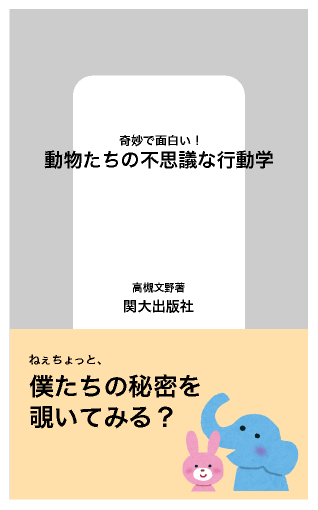 奇妙で面白い！
動物たちの不思議な行動学
高槻文野著
関大出版社
ねぇちょっと、
僕たちの秘密を
覗いてみる？